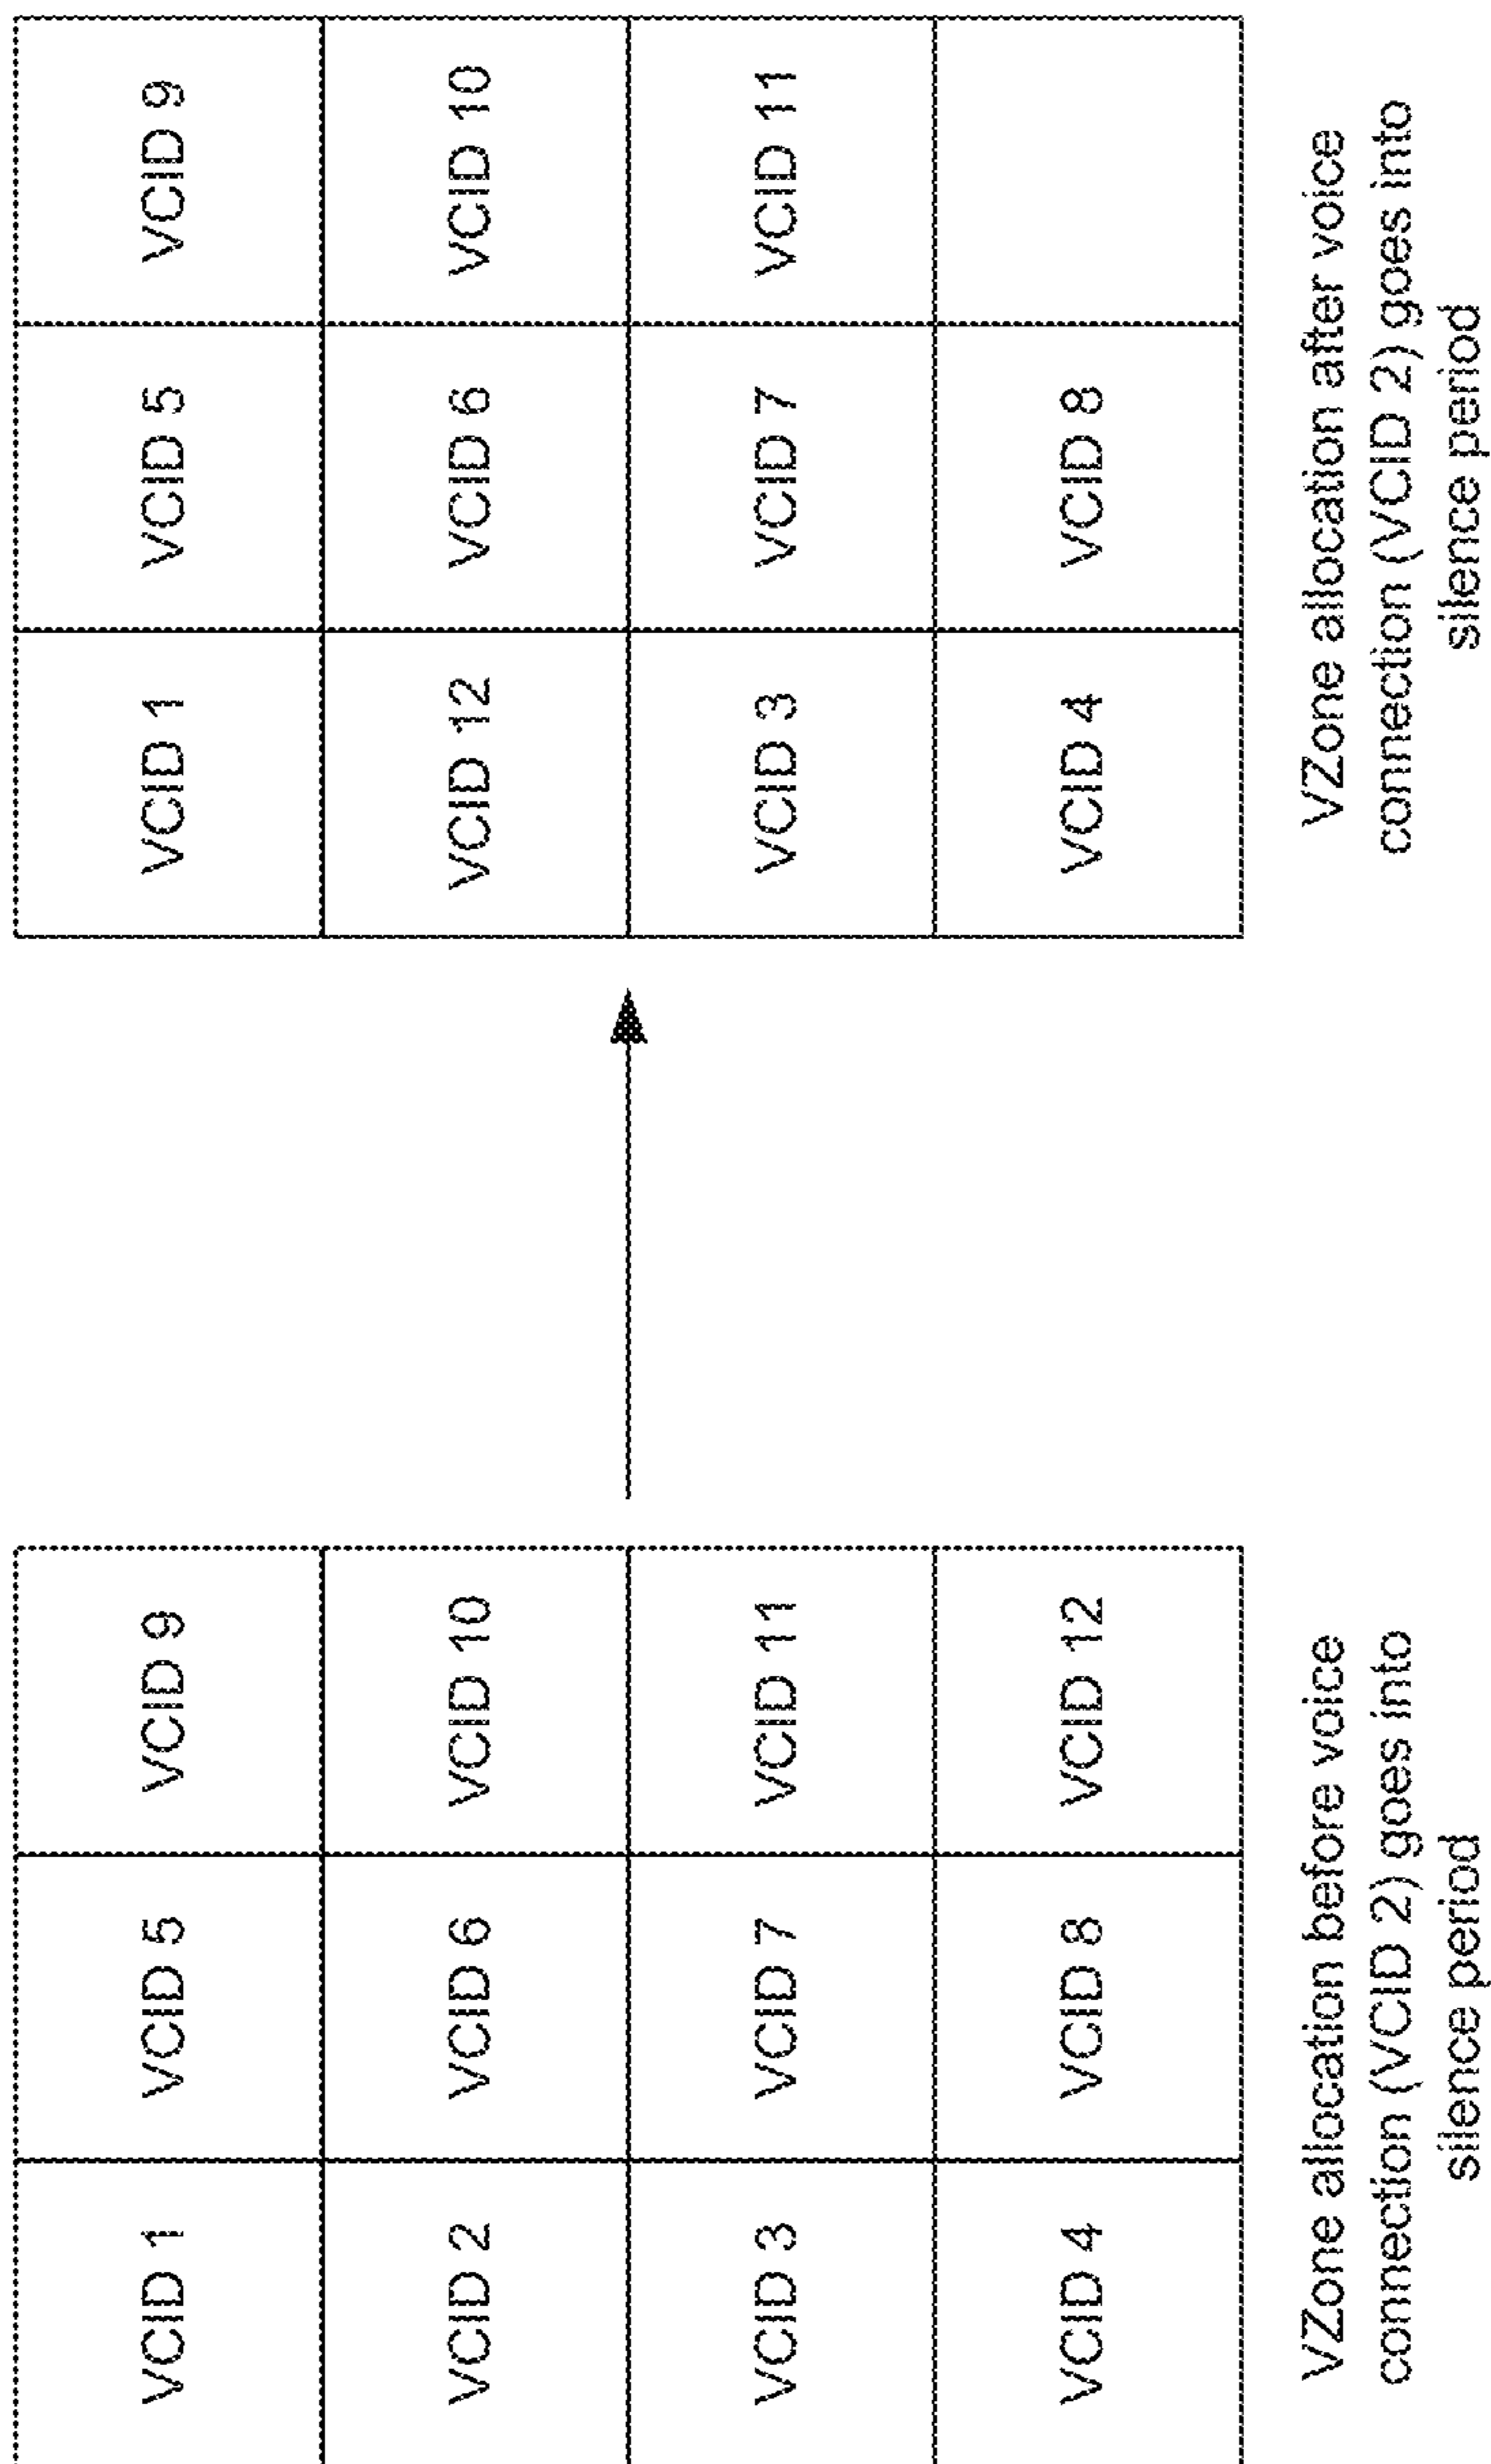 VCID 1
VCID 5
VCID 9
VCID 2
VCID 6
VCID 10
VCID 3
VCID 7
VCID 11
VCID 4
VCID 8
VCID 12
VZone allocation before voice
connection (VCID 2) goes into
silence period
VCID 1
VCID 5
VCID 9
VCID 12
VCID 6
VCID 10
VCID 3
VCID 7
VCID 11
VCID 4
VCID 8
VZone allocation after voice
connection (VCID 2) goes into
silence period